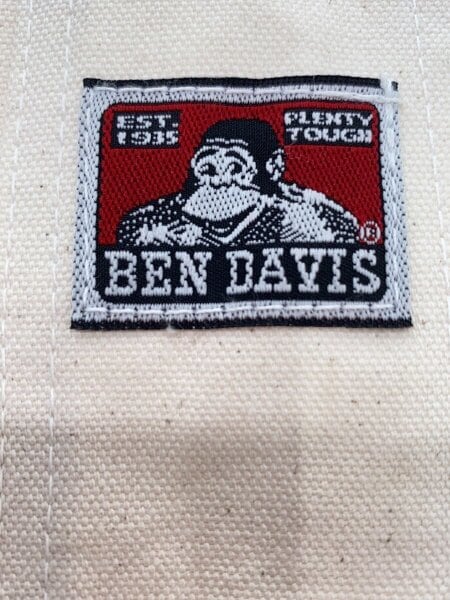 EST. 1935
PLENTY TOUGH
®
BEN DAVIS